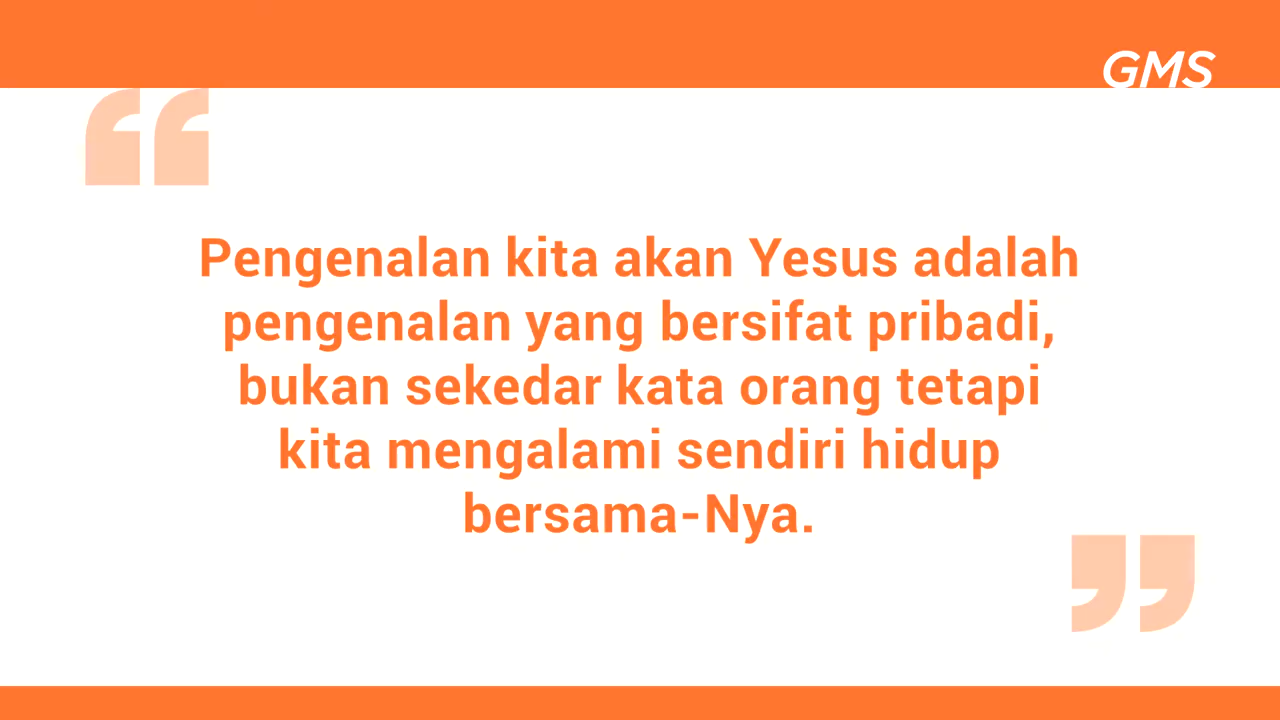 GMS
Pengenalan kita akan Yesus adalah
pengenalan yang bersifat pribadi,
bukan sekedar kata orang tetapi
kita mengalami sendiri hidup
bersama-Nya.